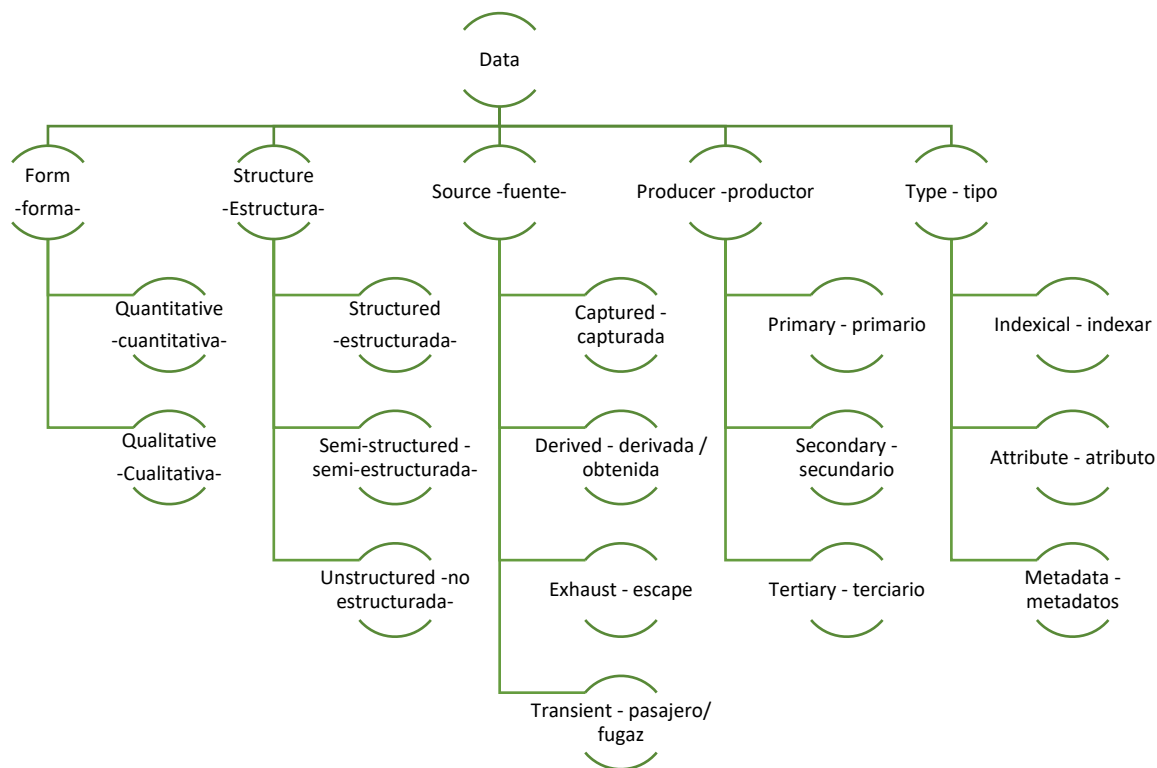 Data
Form
-forma-
Structure
-Estructura-
Source -fuente-
Producer -productor
Type - tipo
Quantitative
-cuantitativa-
Qualitative
-Cualitativa-
Structured
-estructurada-
Semi-structured -
semi-estructurada-
Unstructured -no
estructurada-
Captured -
capturada
Derived - derivada /
obtenida
Exhaust - escape
Transient - pasajero/
fugaz
Primary - primario
Secondary -
secundario
Tertiary - terciario
Indexical - indexar
Attribute - atributo
Metadata -
metadatos